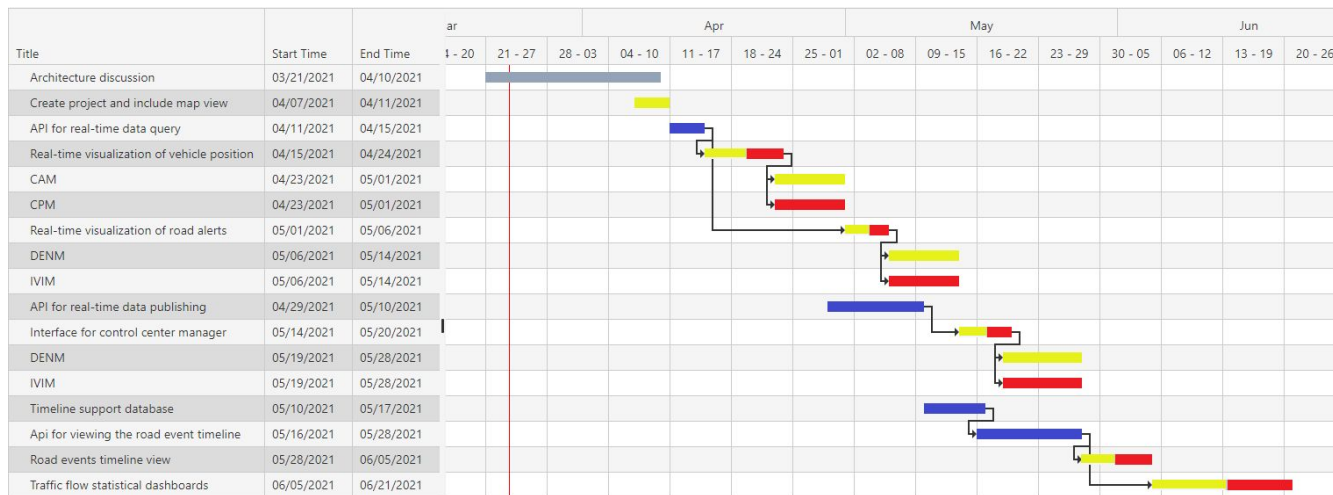 ar Apr May Jun
Title Start Time End Time 4 - 20 21 - 27 28 - 03 04 - 10 11 - 17 18 - 24 25 - 01 02 - 08 09 - 15 16 - 22 23 - 29 30 - 05 06 - 12 13 - 19 20 - 26
Architecture discussion 03/21/2021 04/10/2021
Create project and include map view 04/07/2021 04/11/2021
API for real-time data query 04/11/2021 04/15/2021
Real-time visualization of vehicle position 04/15/2021 04/24/2021
CAM 04/23/2021 05/01/2021
CPM 04/23/2021 05/01/2021
Real-time visualization of road alerts 05/01/2021 05/06/2021
DENM 05/06/2021 05/14/2021
IVIM 05/06/2021 05/14/2021
API for real-time data publishing 04/29/2021 05/10/2021
Interface for control center manager 05/14/2021 05/20/2021
DENM 05/19/2021 05/28/2021
IVIM 05/19/2021 05/28/2021
Timeline support database 05/10/2021 05/17/2021
Api for viewing the road event timeline 05/16/2021 05/28/2021
Road events timeline view 05/28/2021 06/05/2021
Traffic flow statistical dashboards 06/05/2021 06/21/2021